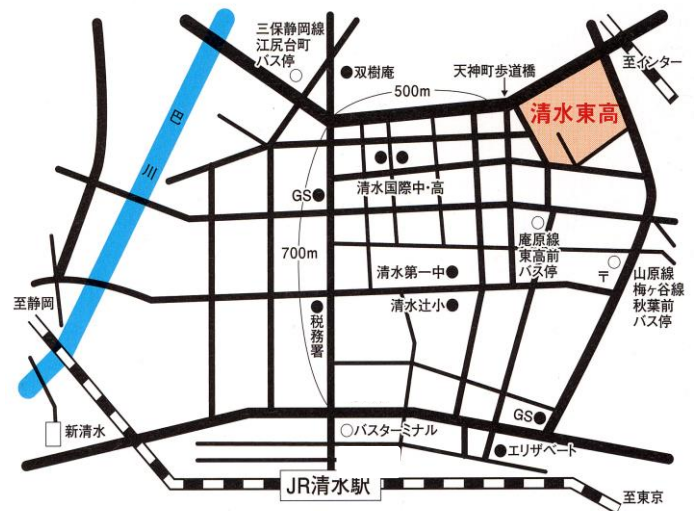 三保静岡線
江尻台町
バス停
双樹庵
天神町歩道橋
至インター
500m
清水東高
巴川
清水国際中・高
GS
700m
庵原線
東高前
バス停
清水第一中
〒
山原線
梅ヶ谷線
秋葉前
バス停
至静岡
税務署
清水辻小
新清水
バスターミナル
GS
エリザベート
JR清水駅
至東京